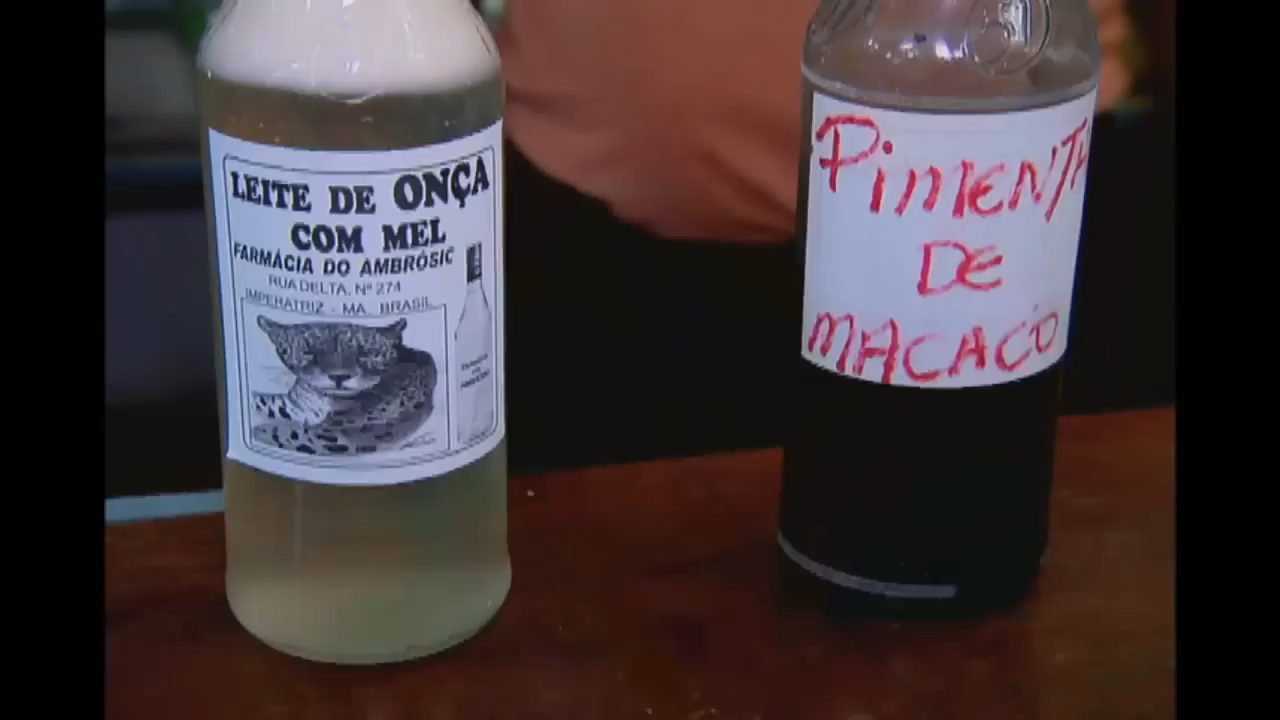 LEITE DE ONÇA
COM MEL
FARMÁCIA DO AMBRÓSIO
RUA DELTA, Nº 274
IMPERATRIZ - MA BRASIL
PIMENTA
DE
MACACO